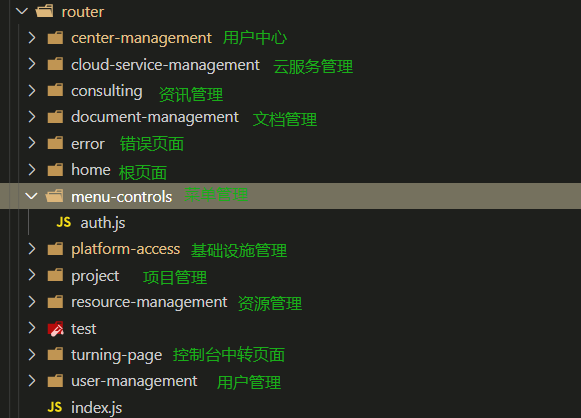 router
center-management 用户中心
cloud-service-management 云服务管理
consulting 资讯管理
document-management 文档管理
error 错误页面
home 根页面
menu-controls 菜单管理
JS auth.js
platform-access 基础设施管理
project 项目管理
resource-management 资源管理
test
turning-page 控制台中转页面
user-management 用户管理
JS index.js